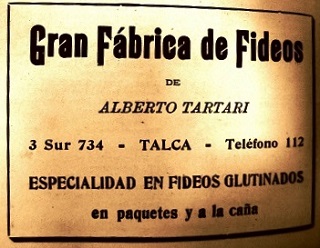 Gran Fábrica de Fideos
DE
ALBERTO TARTARI
3 Sur 734 - TALCA - Teléfono 112
ESPECIALIDAD EN FIDEOS GLUTINADOS
en paquetes y a la caña